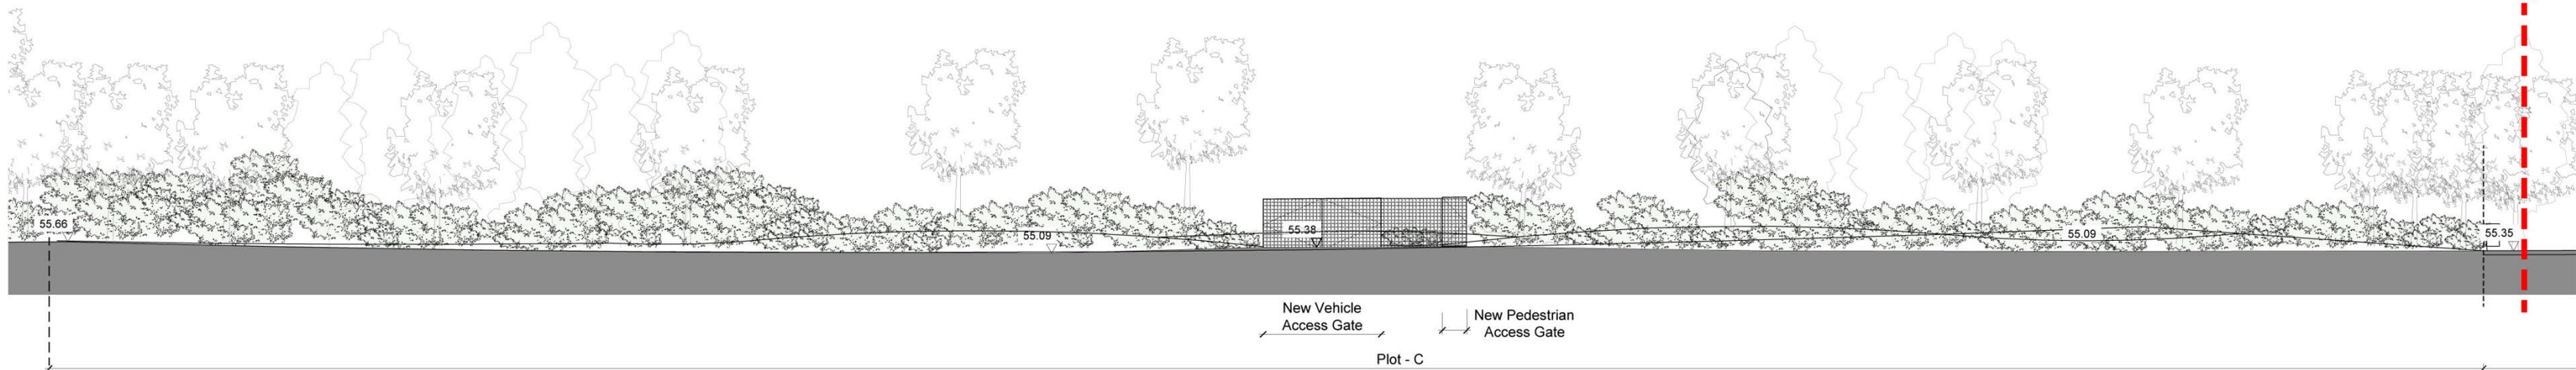 55.66
55.09
55.38
55.09
55.35
New Vehicle
Access Gate
New Pedestrian
Access Gate
Plot - C